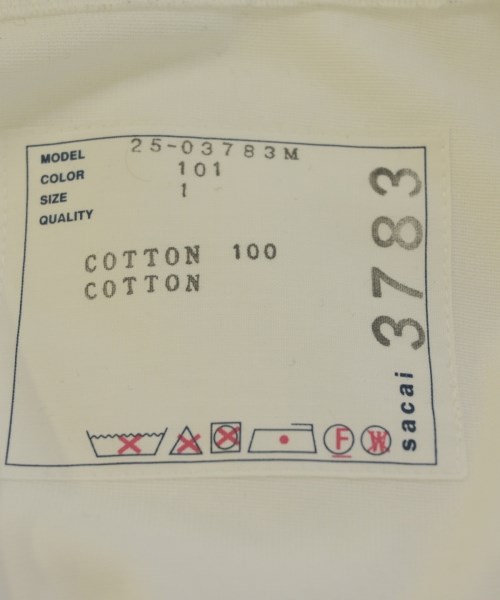 MODEL 25-03783M
COLOR 101
SIZE 1
QUALITY
COTTON 100
COTTON
F
W
sacai 3783